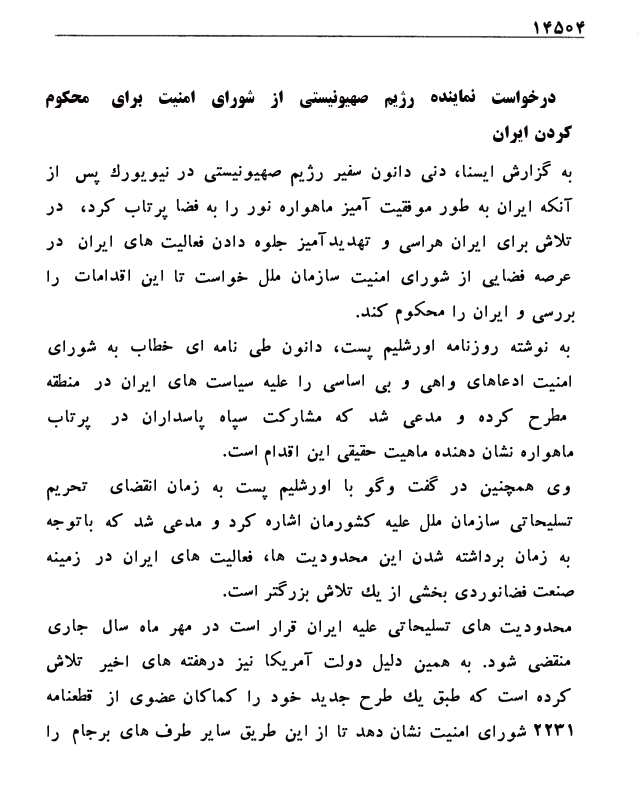 ۱۴۵۰۴
درخواست نماینده رژیم صهیونیستی از شورای امنیت برای محکوم
کردن ایران
به گزارش ایسنا، دنی دانون سفیر رژیم صهیونیستی در نیویورك پس از
آنکه ایران به طور موفقیت آمیز ماهواره نور را به فضا پرتاب کرد، در
تلاش برای ایران هراسی و تهدیدآمیز جلوه دادن فعالیت های ایران در
عرصه فضایی از شورای امنیت سازمان ملل خواست تا این اقدامات را
بررسی و ایران را محکوم کند.
به نوشته روزنامه اورشلیم پست، دانون طی نامه ای خطاب به شورای
امنیت ادعاهای واهی و بی اساسی را علیه سیاست های ایران در منطقه
مطرح کرده و مدعی شد که مشارکت سپاه پاسداران در پرتاب
ماهواره نشان دهنده ماهیت حقیقی این اقدام است.
وی همچنین در گفت وگو با اورشلیم پست به زمان انقضای تحریم
تسلیحاتی سازمان ملل علیه کشورمان اشاره کرد و مدعی شد که باتوجه
به زمان برداشته شدن این محدودیت ها، فعالیت های ایران در زمینه
صنعت فضانوردی بخشی از یك تلاش بزرگتر است.
محدودیت های تسلیحاتی علیه ایران قرار است در مهر ماه سال جاری
منقضی شود. به همین دلیل دولت آمریکا نیز درهفته های اخیر تلاش
کرده است که طبق یك طرح جدید خود را کماکان عضوی از قطعنامه
۲۲۳۱ شورای امنیت نشان دهد تا از این طریق سایر طرف های برجام را